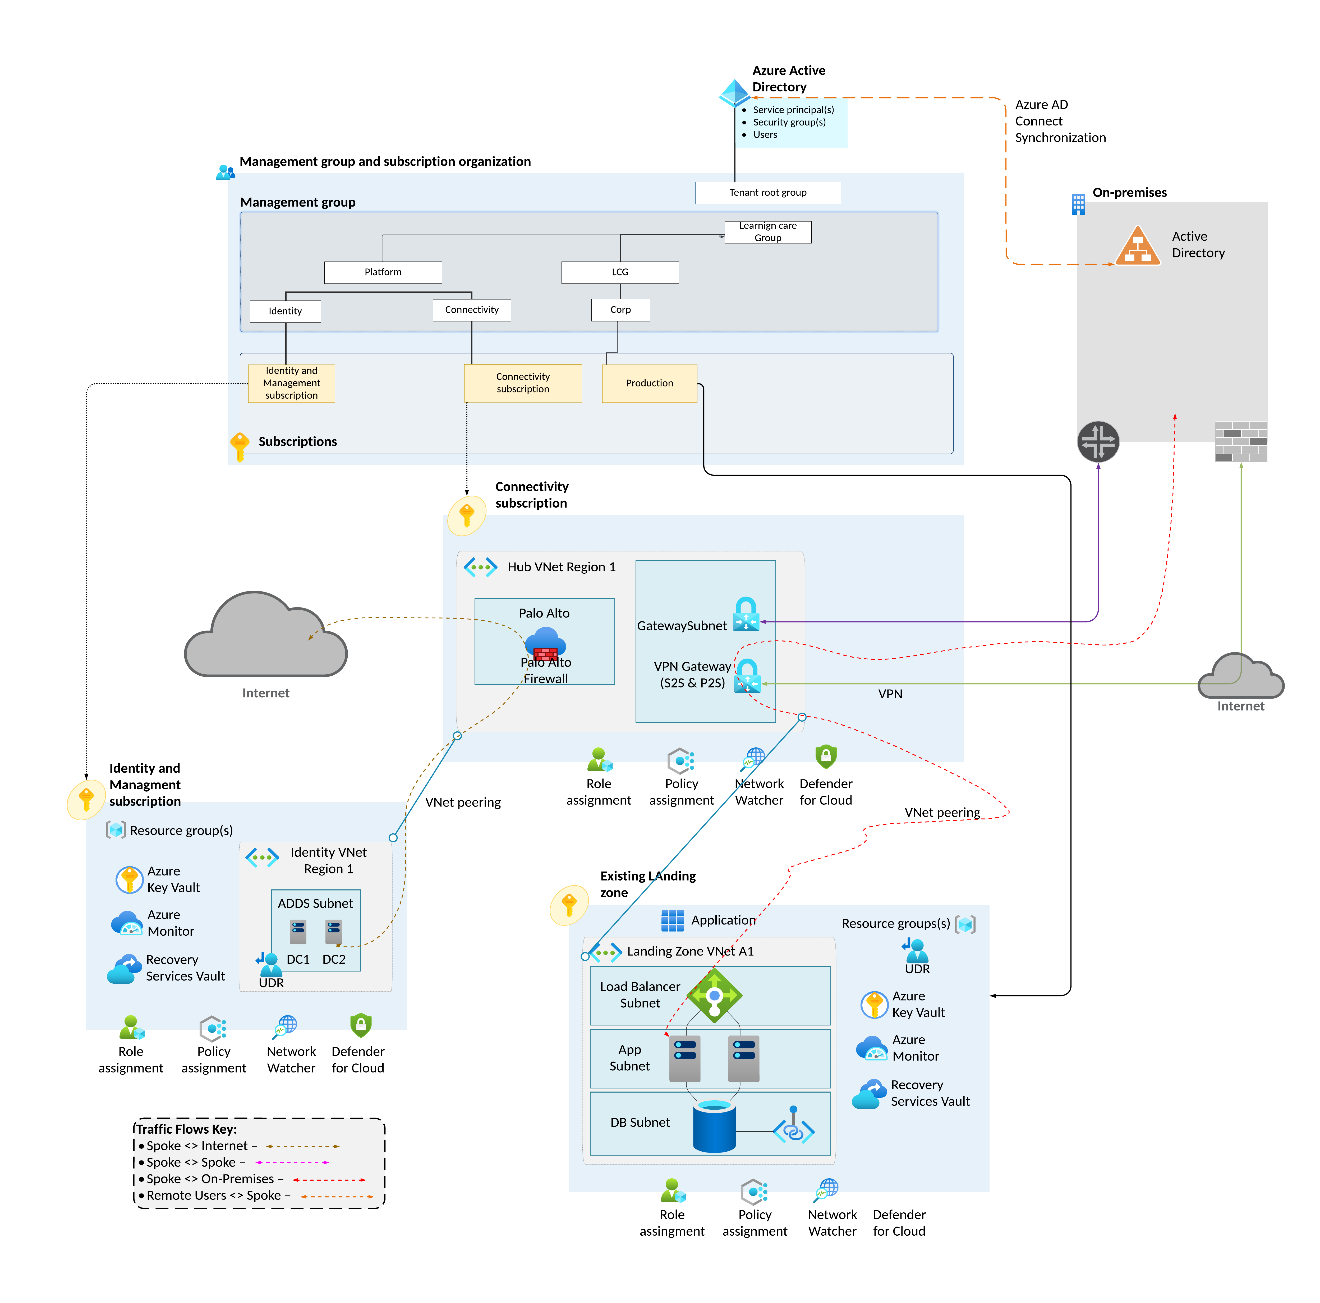 Azure Active
Directory
• Service principal(s)
• Security group(s)
• Users
Azure AD
Connect
Synchronization
Management group and subscription organization
Tenant root group
On-premises
Active
Directory
Management group
Learnign care
Group
Platform
LCG
Identity
Connectivity
Corp
Identity and
Management
subscription
Connectivity
subscription
Production
Subscriptions
Connectivity
subscription
Hub VNet Region 1
Palo Alto
Palo Alto
Firewall
GatewaySubnet
VPN Gateway
(S2S & P2S)
VPN
Internet
Internet
Role
assignment
Policy
assignment
Network
Watcher
Defender
for Cloud
VNet peering
VNet peering
Identity and
Managment
subscription
Resource group(s)
Azure
Key Vault
Azure
Monitor
Recovery
Services Vault
Identity VNet
Region 1
ADDS Subnet
DC1
DC2
UDR
Role
assignment
Policy
assignment
Network
Watcher
Defender
for Cloud
Existing LAnding
zone
Application
Resource groups(s)
Landing Zone VNet A1
Load Balancer
Subnet
App
Subnet
DB Subnet
UDR
Azure
Key Vault
Azure
Monitor
Recovery
Services Vault
Role
assingment
Policy
assignment
Network
Watcher
Defender
for Cloud
Traffic Flows Key:
• Spoke <> Internet –
• Spoke <> Spoke –
• Spoke <> On-Premises –
• Remote Users <> Spoke –